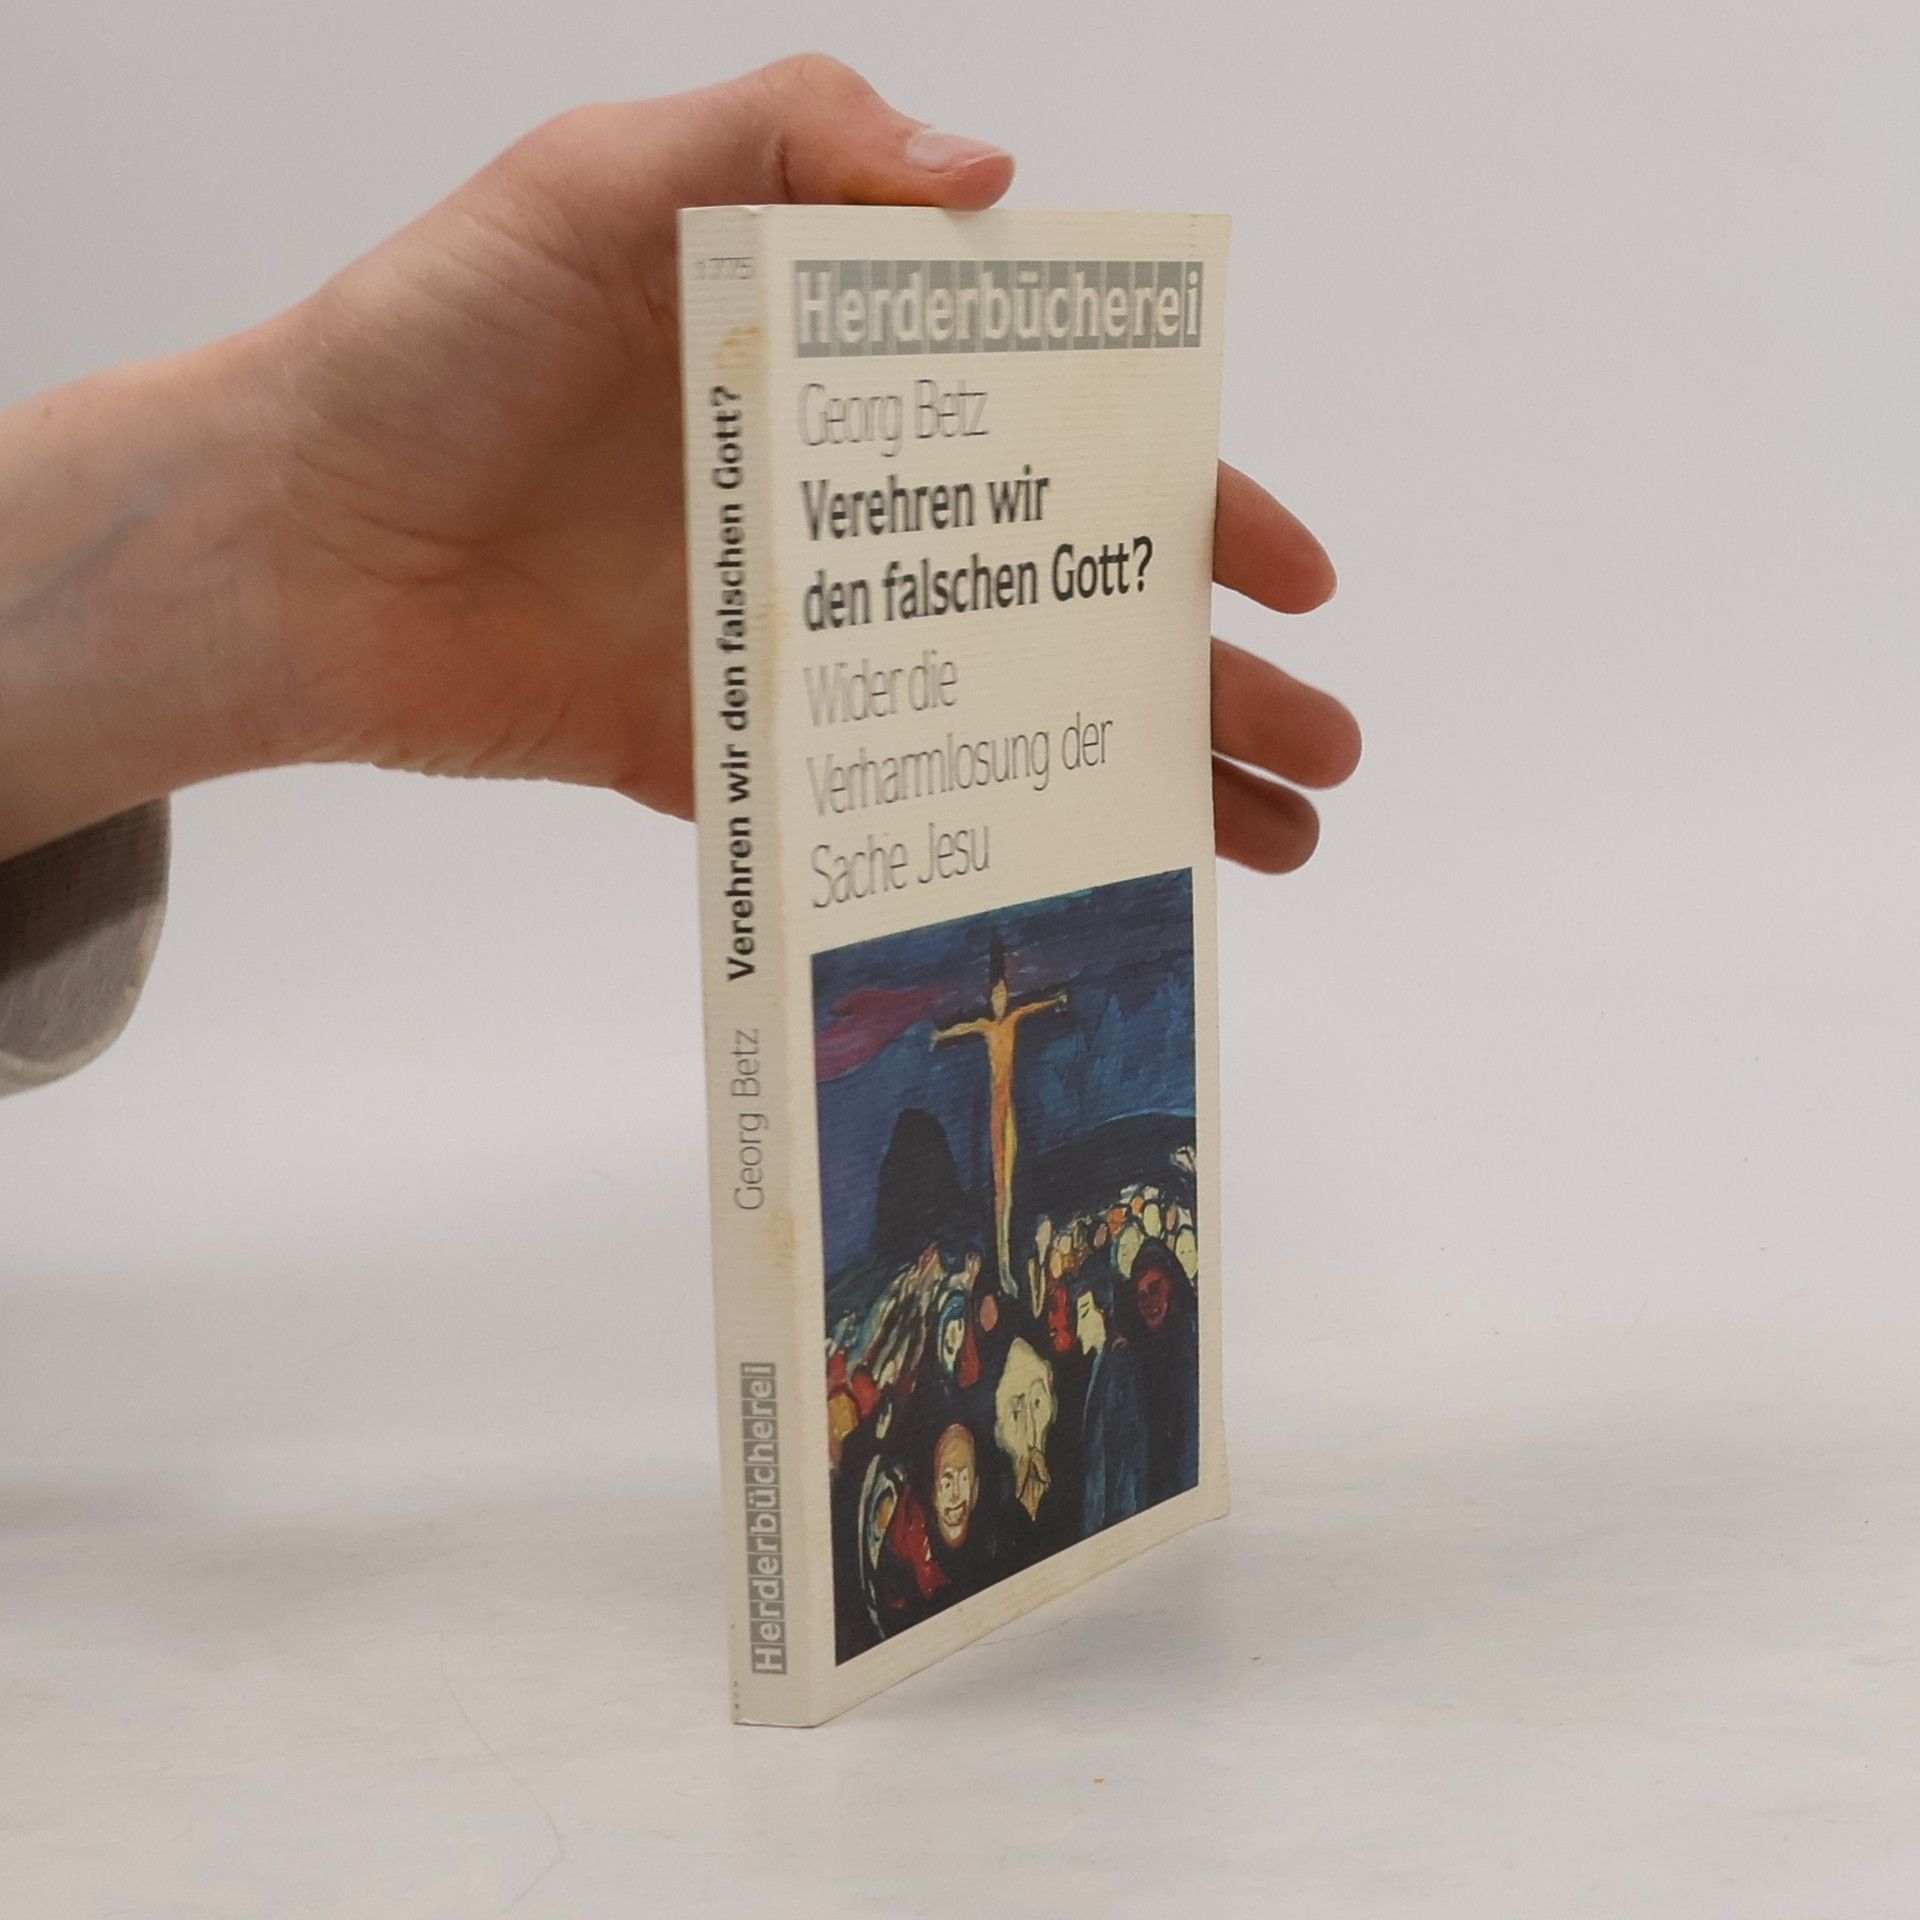 Herderbücherei
Georg Betz
Verehren wir
den falschen Gott?
Wider die
Verharmlosung der
Sache Jesu
1775
Verehren wir den falschen Gott?
Georg Betz
Herderbücherei